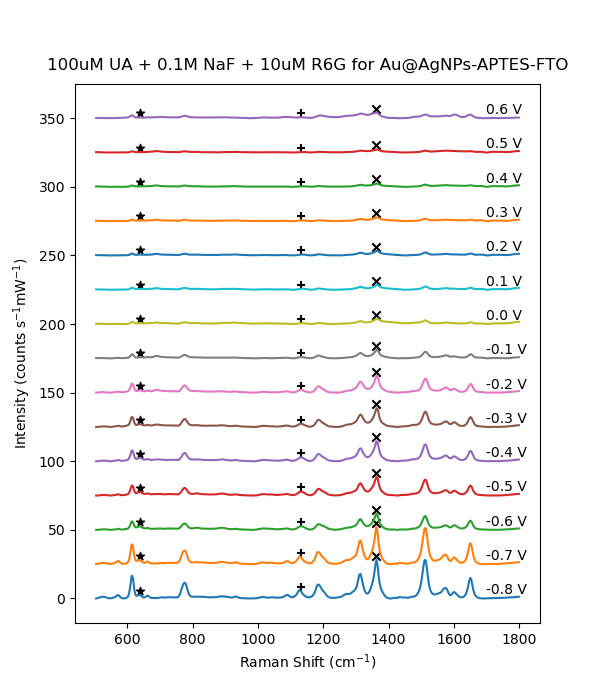 100uM UA + 0.1M NaF + 10uM R6G for Au@AgNPs-APTES-FTO
Intensity (counts s⁻¹mW⁻¹)
350
300
250
200
150
100
50
0
0.6 V
0.5 V
0.4 V
0.3 V
0.2 V
0.1 V
0.0 V
-0.1 V
-0.2 V
-0.3 V
-0.4 V
-0.5 V
-0.6 V
-0.7 V
-0.8 V
600 800 1000 1200 1400 1600 1800
Raman Shift (cm⁻¹)